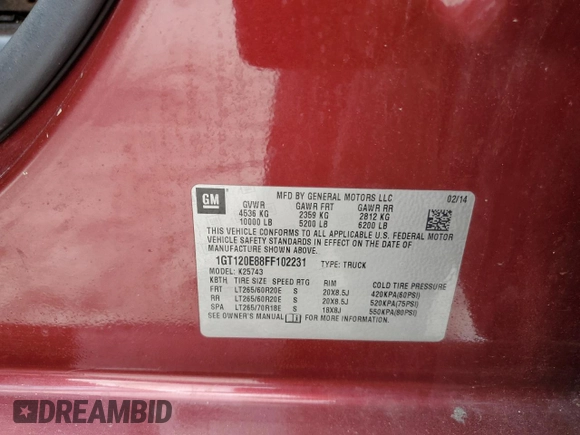 GM
MFD BY GENERAL MOTORS LLC 02/14
GVWR GAWR FRT GAWR RR
4536 KG 2359 KG 2812 KG
10000 LB 5200 LB 6200 LB
THIS VEHICLE CONFORMS TO ALL APPLICABLE U.S. FEDERAL MOTOR
VEHICLE SAFETY STANDARDS IN EFFECT ON THE DATE OF
MANUFACTURE SHOWN ABOVE.
1GT120E88FF102231 TYPE: TRUCK
MODEL: K25743
KBTH: TIRE SIZE SPEED RTG RIM COLD TIRE PRESSURE
FRT LT265/60R20E S 20X8.5J 420KPA(60PSI)
RR LT265/60R20E S 20X8.5J 520KPA(75PSI)
SPA LT265/70R18E S 18X8J 550KPA(80PSI)
SEE OWNER'S MANUAL FOR MORE INFORMATION
DREAMBID